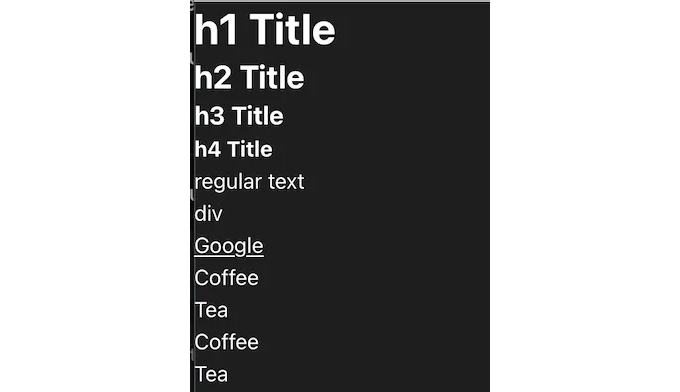 h1 Title
h2 Title
h3 Title
h4 Title
regular text
div
Google
Coffee
Tea
Coffee
Tea